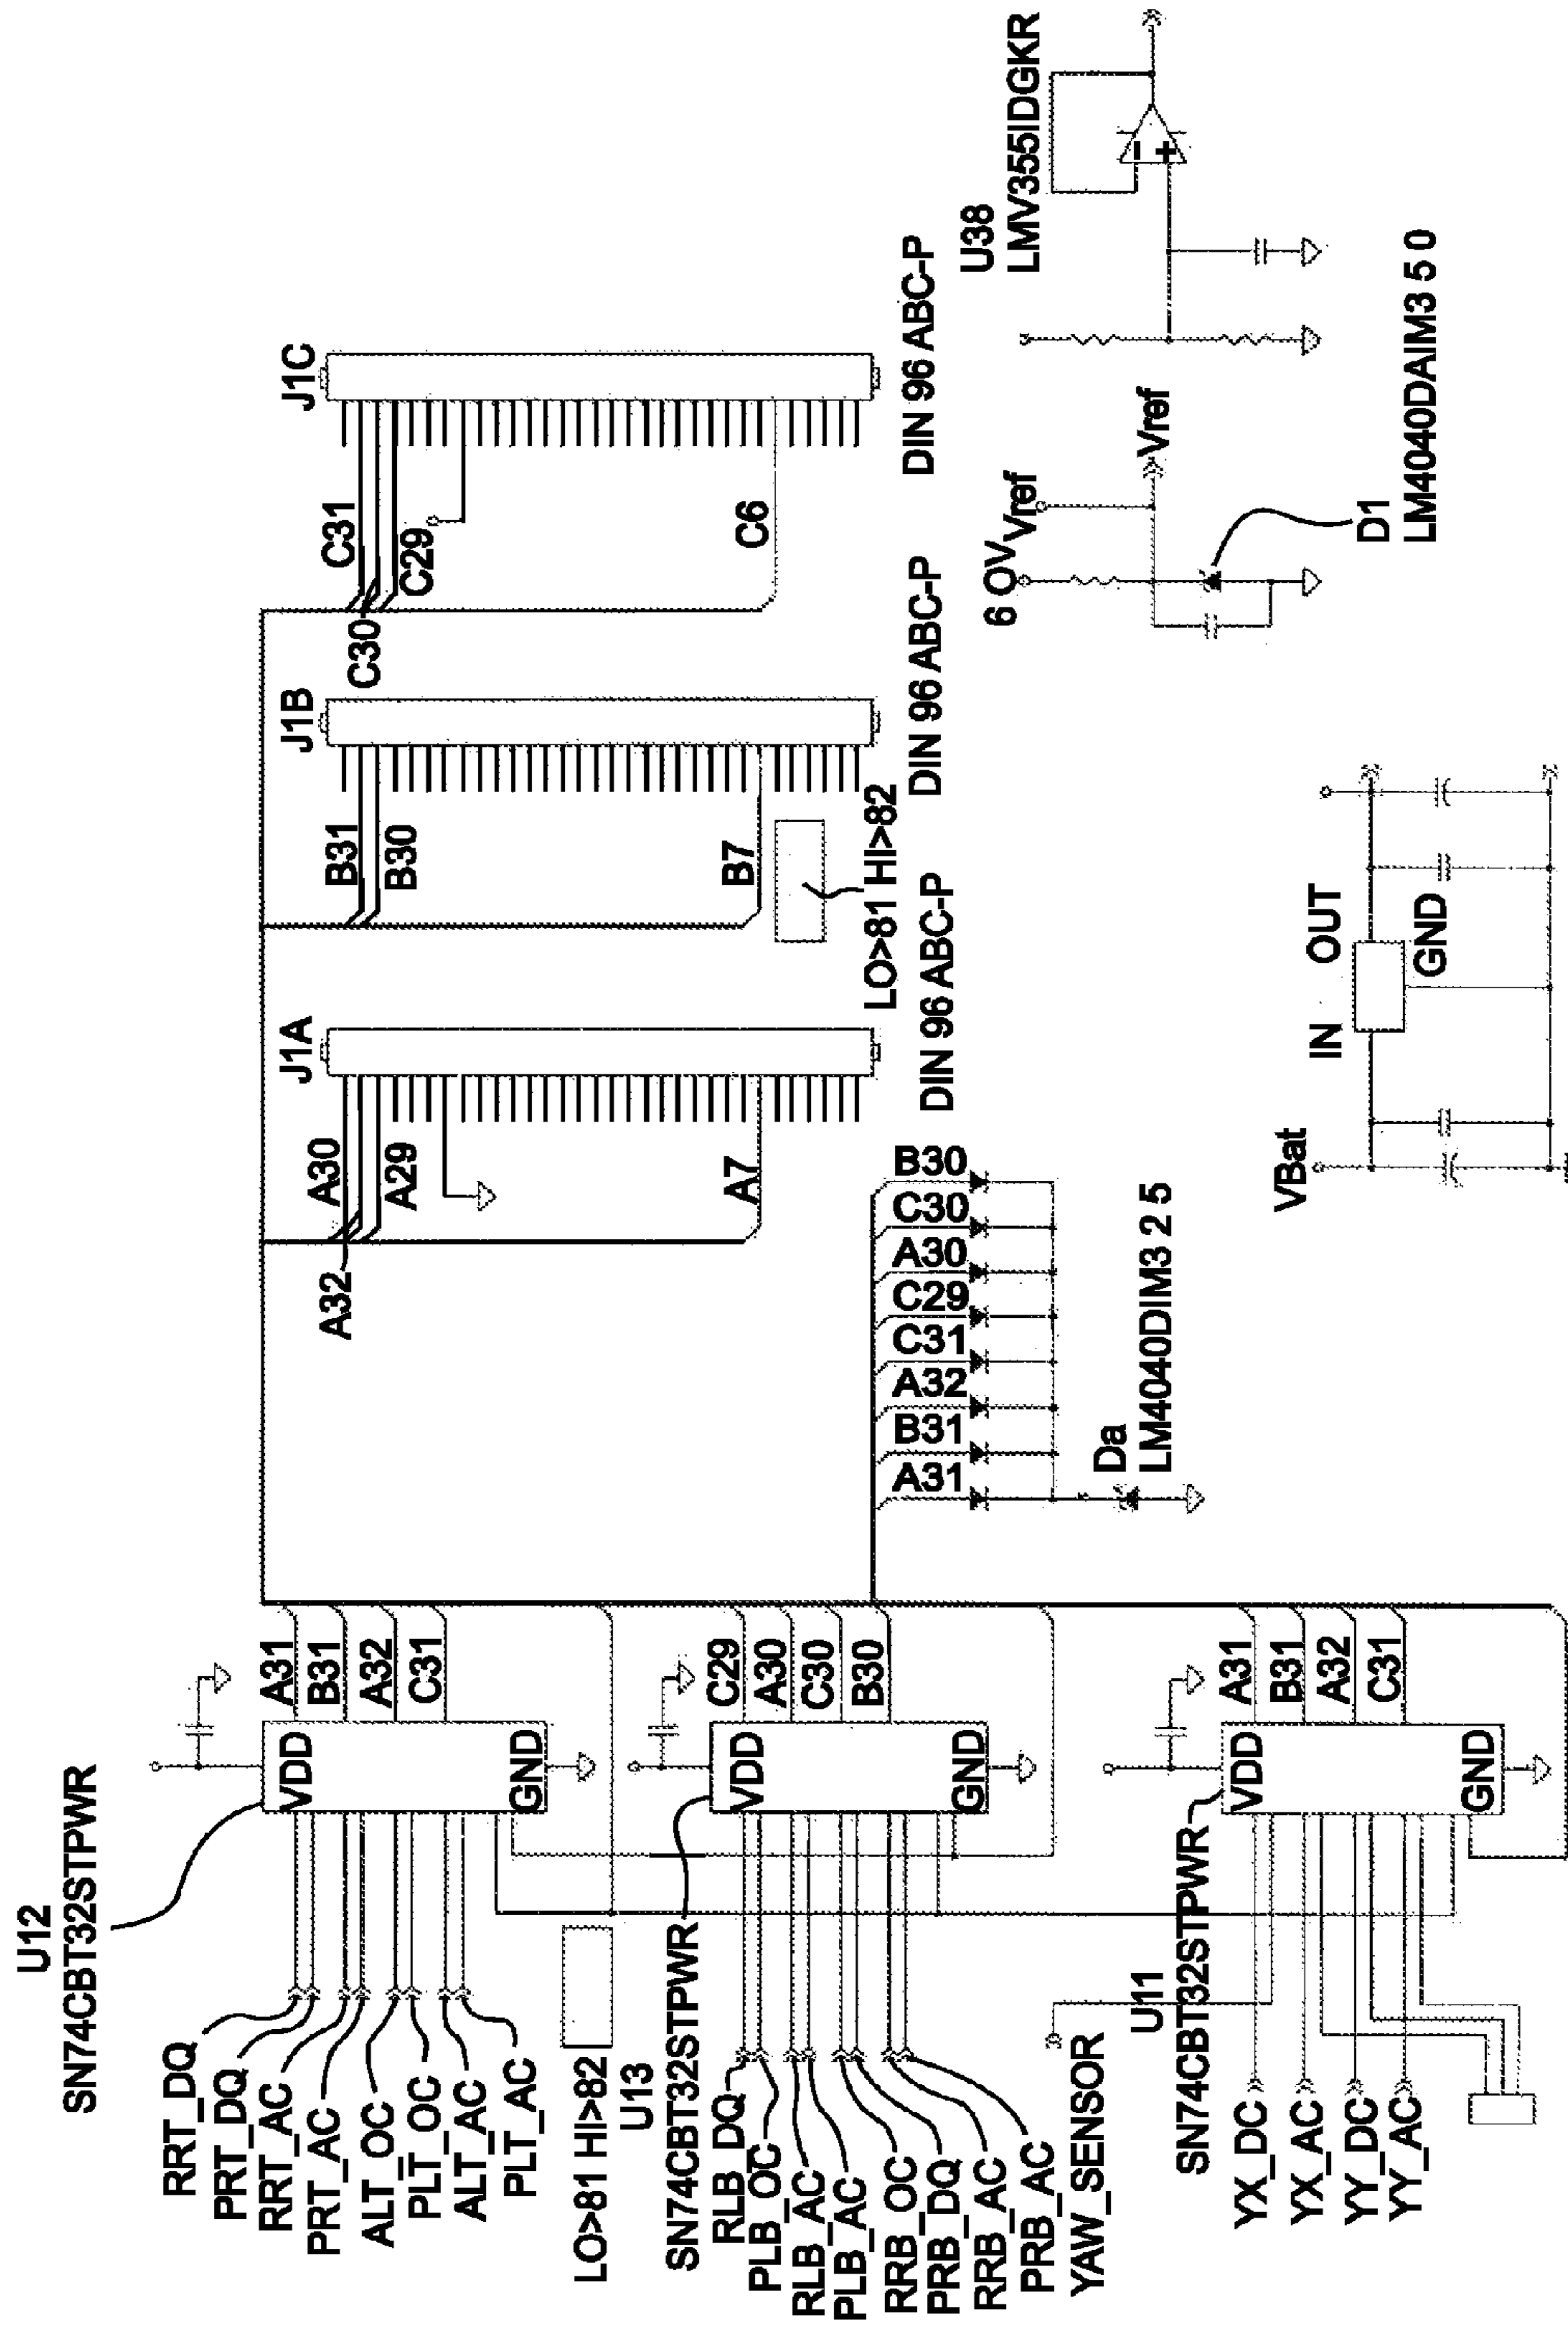 U12
SN74CBT32STPWR
RRT_DQ
PRT_DQ
RRT_AC
PRT_AC
ALT_OC
PLT_OC
ALT_AC
PLT_AC
VDD
GND
A31
B31
A32
C31
LO>81 HI>82
U13
SN74CBT32STPWR
RLB_DQ
PLB_OC
RLB_AC
PLB_AC
RRB_OC
PRB_DQ
RRB_AC
PRB_AC
YAW_SENSOR
VDD
GND
C29
A30
C30
B30
U11
SN74CBT32STPWR
YX_DC
YX_AC
YY_DC
YY_AC
VDD
GND
A31
B31
A32
C31
A31
B31
A32
C31
C29
A30
C30
B30
Da
LM4040DIM3 2 5
J1A
A30
A32
A29
A7
DIN 96 ABC-P
J1B
B31
B30
B7
LO>81 HI>82
DIN 96 ABC-P
J1C
C31
C30
C29
C6
DIN 96 ABC-P
VBat
IN
OUT
GND
6 OV
Vref
Vref
D1
LM4040DAIM3 5 0
U38
LMV355IDGKR
-
+